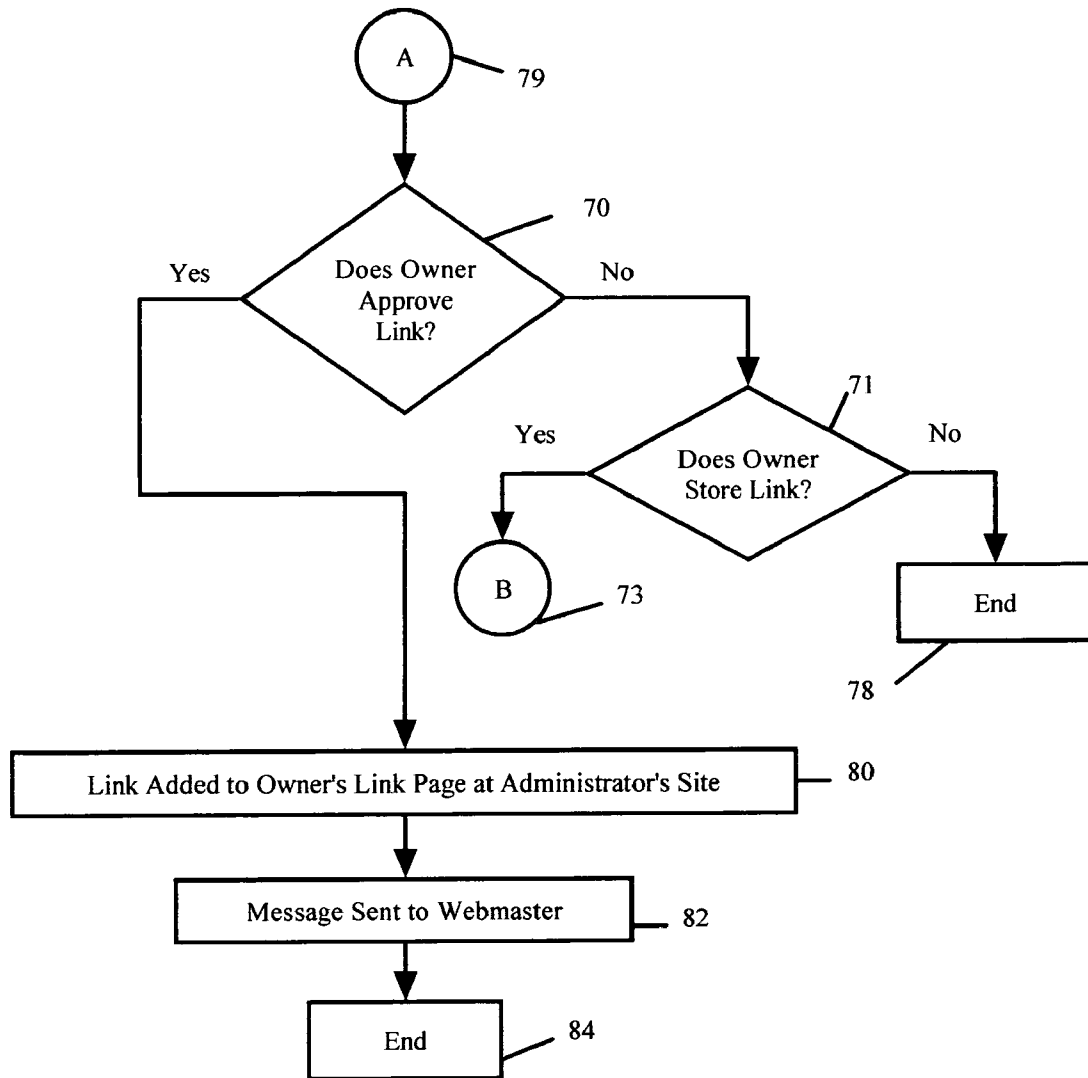 A
79
70
Yes
Does Owner
Approve
Link?
No
71
Yes
Does Owner
Store Link?
No
B
73
End
78
Link Added to Owner's Link Page at Administrator's Site
80
Message Sent to Webmaster
82
End
84